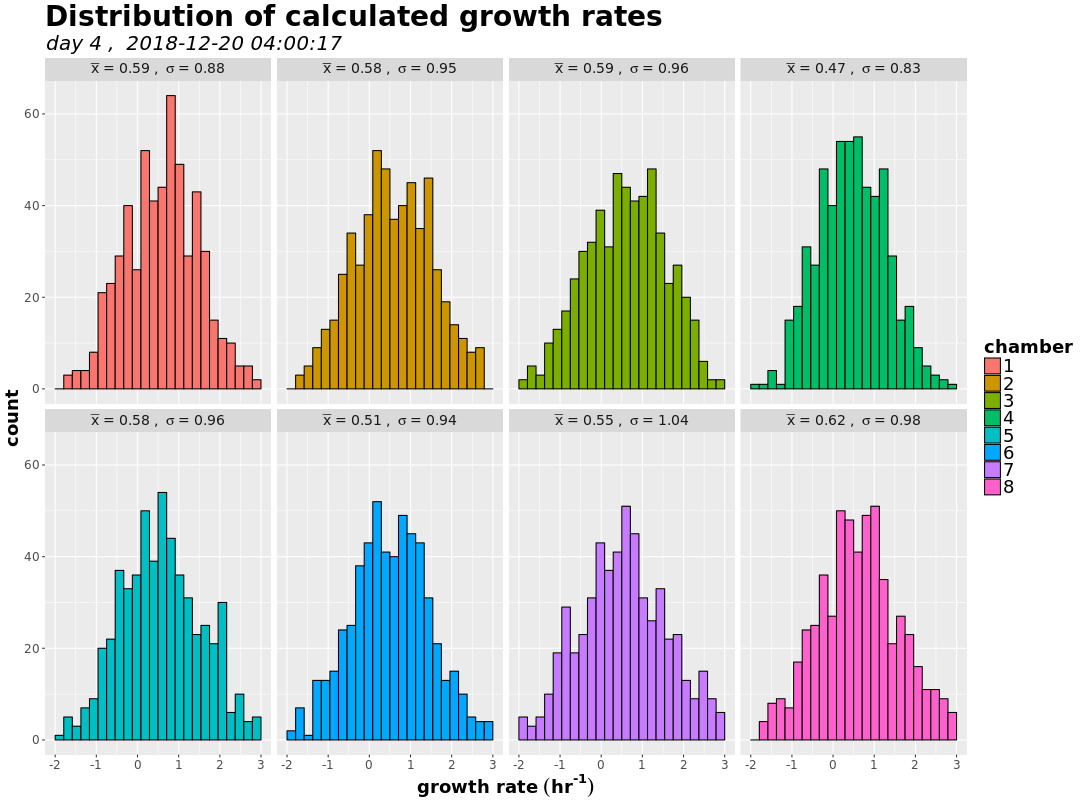 Distribution of calculated growth rates
day 4 ,  2018-12-20 04:00:17
x̅ = 0.59 ,  σ = 0.88
x̅ = 0.58 ,  σ = 0.95
x̅ = 0.59 ,  σ = 0.96
x̅ = 0.47 ,  σ = 0.83
60
40
20
0
x̅ = 0.58 ,  σ = 0.96
x̅ = 0.51 ,  σ = 0.94
x̅ = 0.55 ,  σ = 1.04
x̅ = 0.62 ,  σ = 0.98
60
40
20
0
-2 -1 0 1 2 3
-2 -1 0 1 2 3
-2 -1 0 1 2 3
-2 -1 0 1 2 3
growth rate (hr⁻¹)
count
chamber
1
2
3
4
5
6
7
8